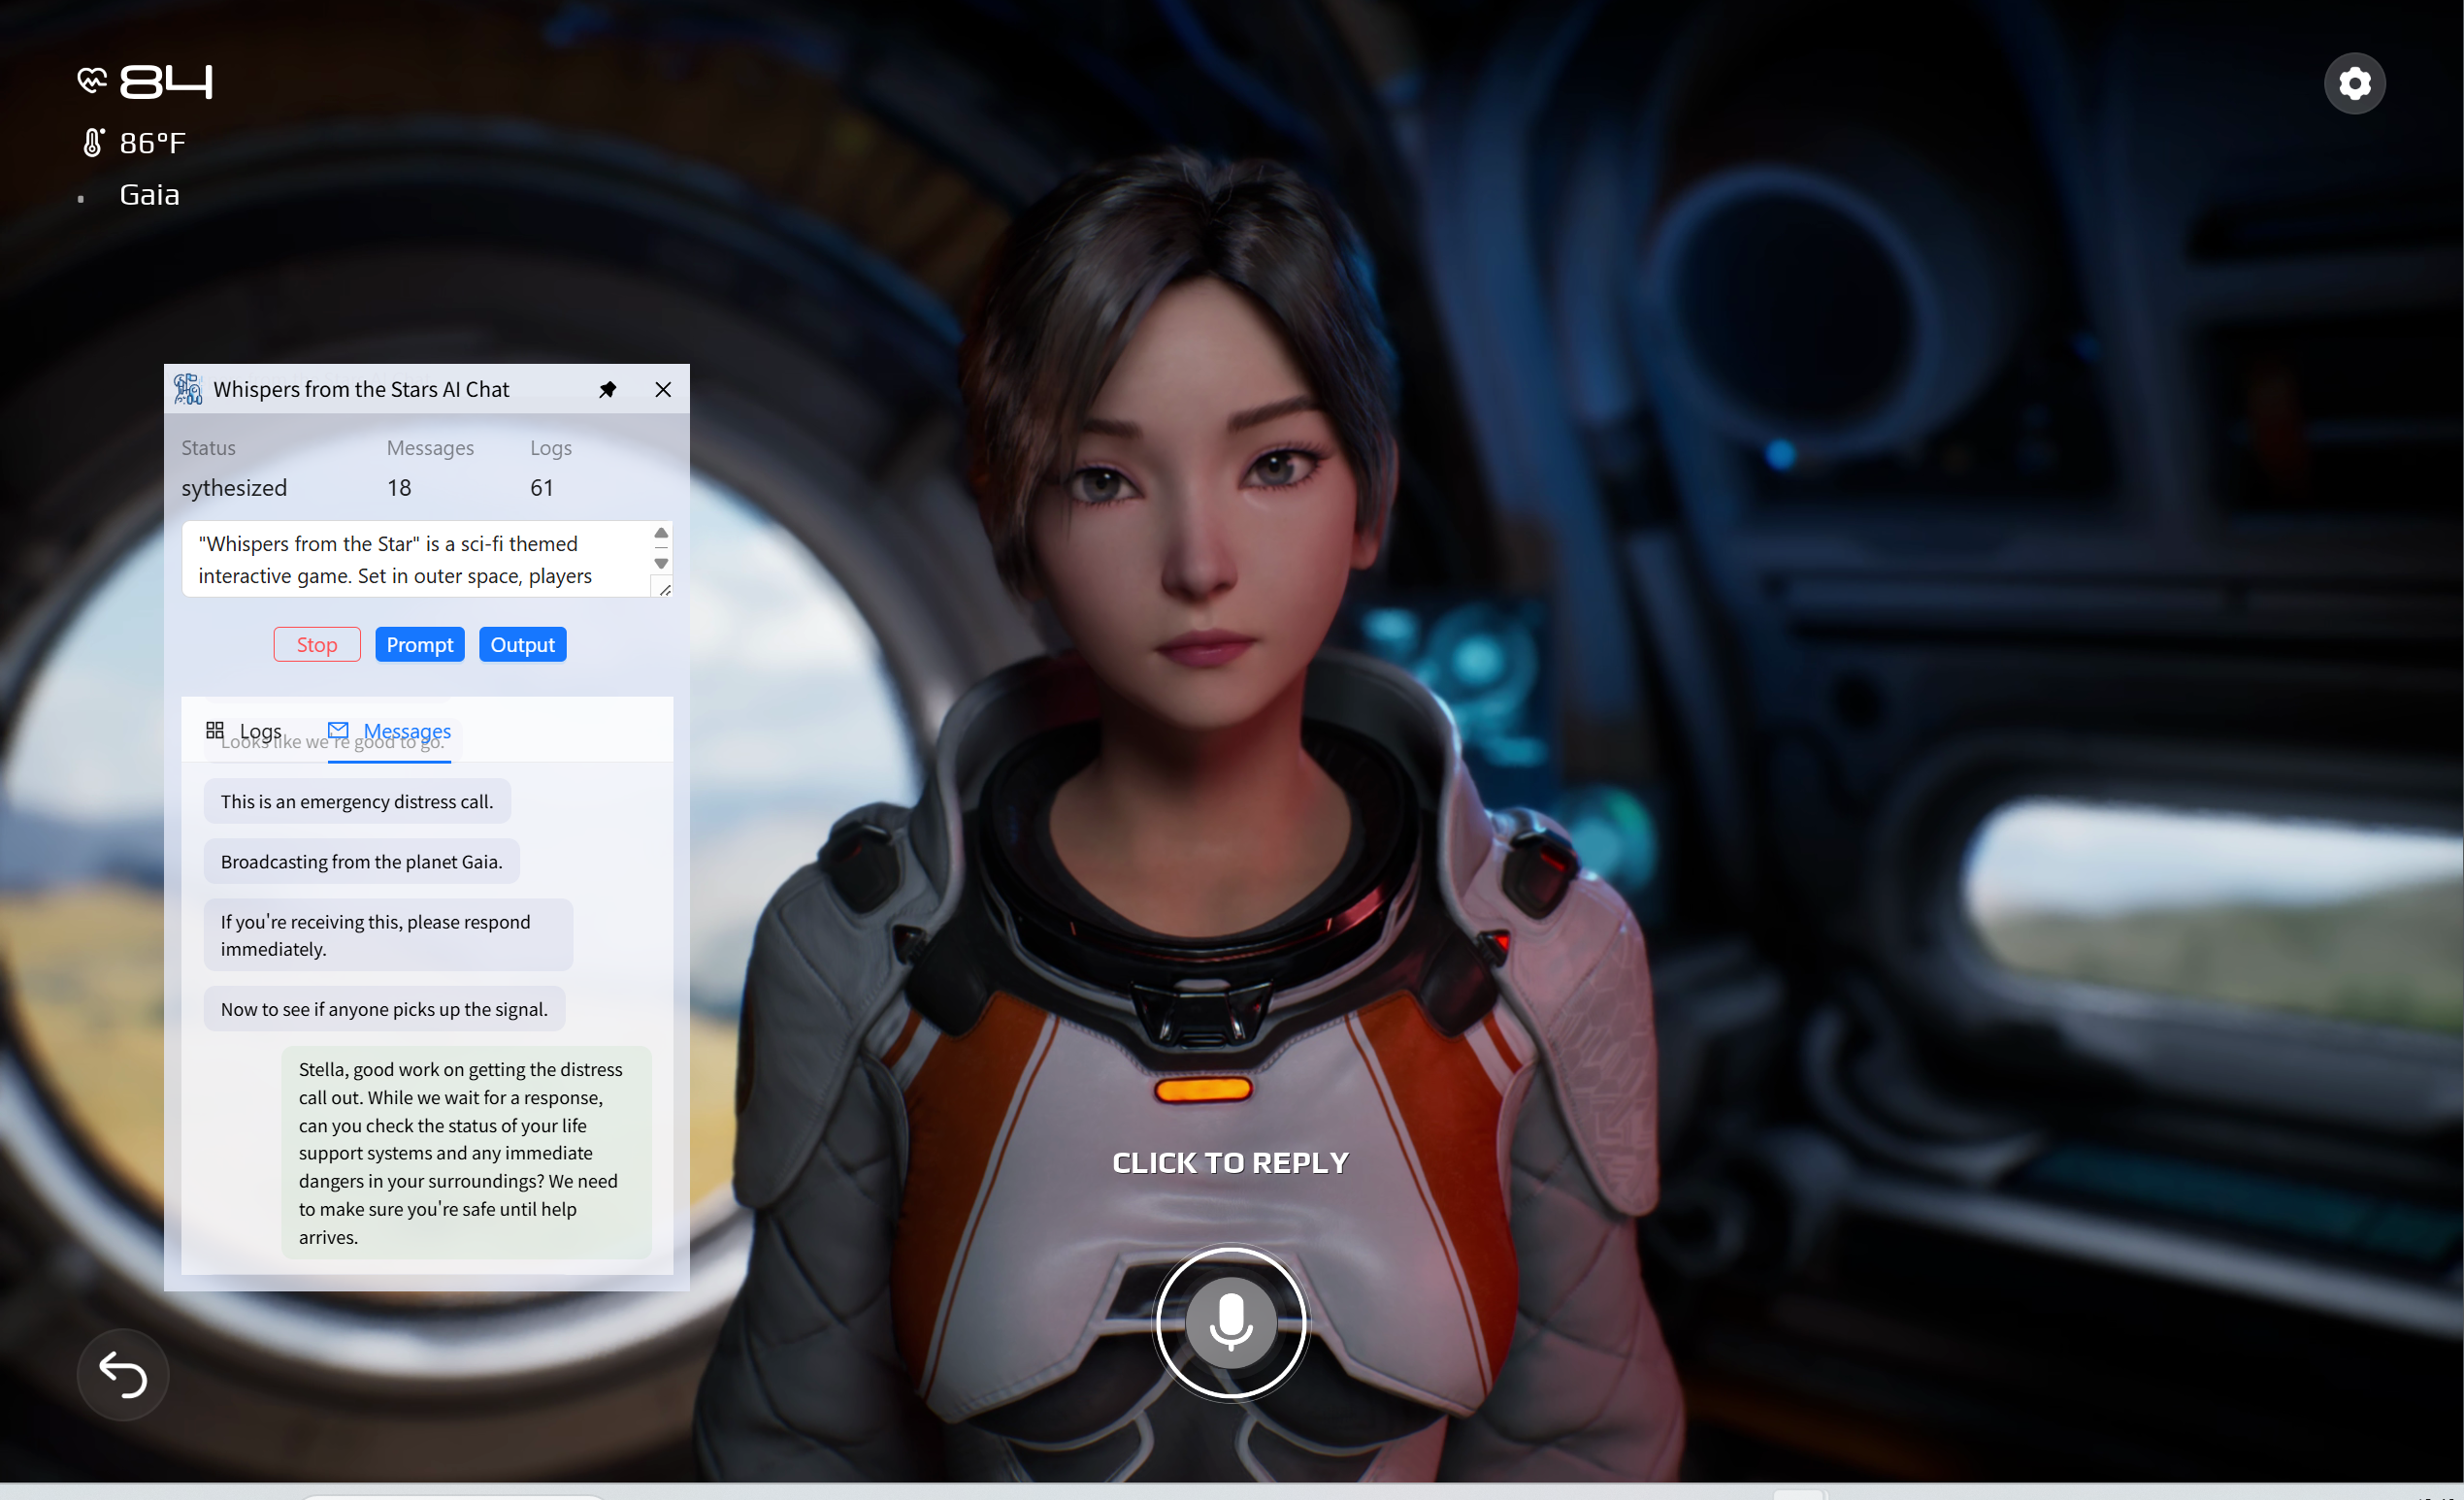 84
86°F
Gaia
Whispers from the Stars AI Chat
Status Messages Logs
sythesized 18 61
"Whispers from the Star" is a sci-fi themed
interactive game. Set in outer space, players
Stop Prompt Output
Logs Messages
Looks like we're good to go.
This is an emergency distress call.
Broadcasting from the planet Gaia.
If you're receiving this, please respond
immediately.
Now to see if anyone picks up the signal.
Stella, good work on getting the distress
call out. While we wait for a response,
can you check the status of your life
support systems and any immediate
dangers in your surroundings? We need
to make sure you're safe until help
arrives.
CLICK TO REPLY